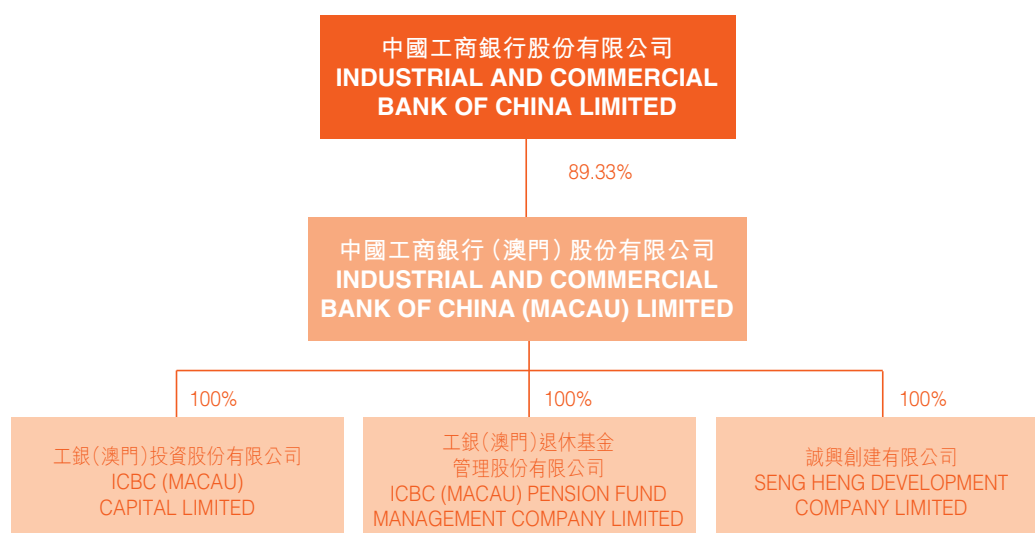 中國工商銀行股份有限公司
INDUSTRIAL AND COMMERCIAL
BANK OF CHINA LIMITED
89.33%
中國工商銀行（澳門）股份有限公司
INDUSTRIAL AND COMMERCIAL
BANK OF CHINA (MACAU) LIMITED
100%
100%
100%
工銀（澳門）投資股份有限公司
ICBC (MACAU)
CAPITAL LIMITED
工銀（澳門）退休基金
管理股份有限公司
ICBC (MACAU) PENSION FUND
MANAGEMENT COMPANY LIMITED
誠興創建有限公司
SENG HENG DEVELOPMENT
COMPANY LIMITED